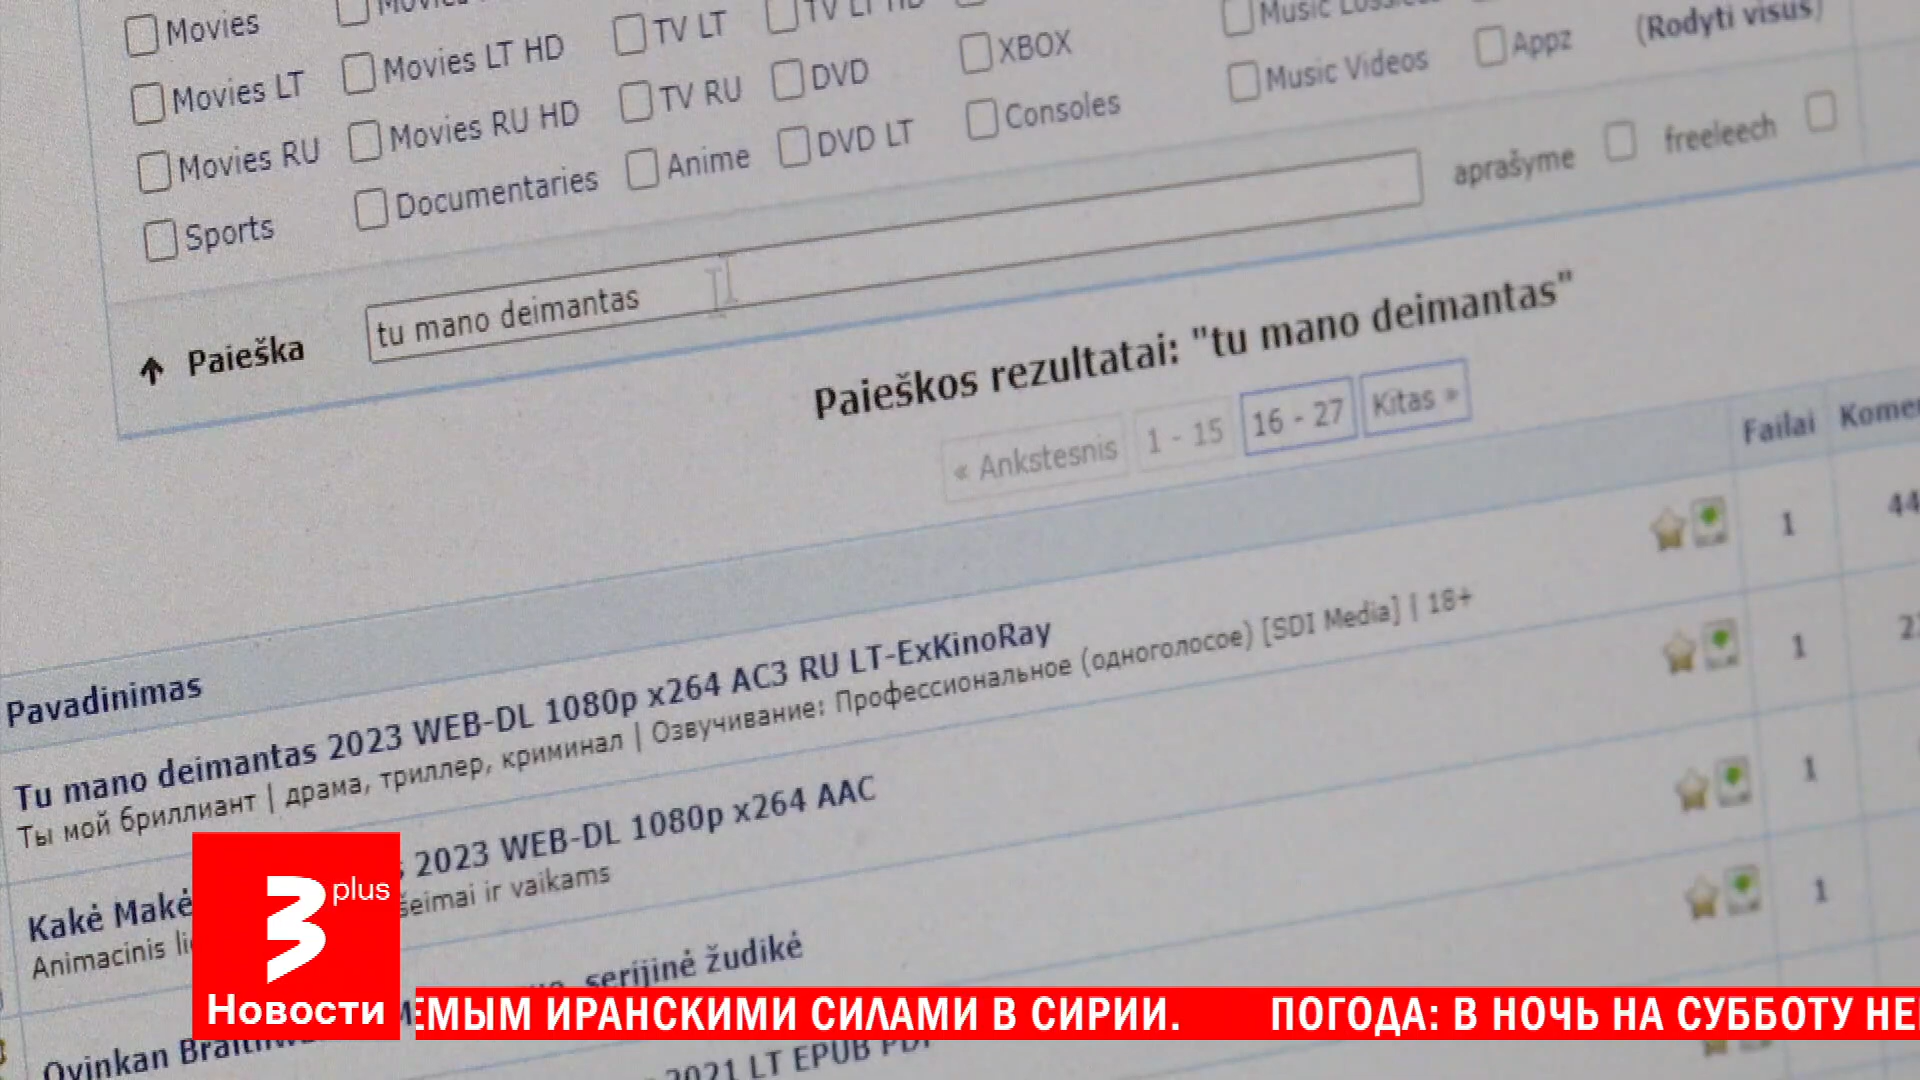 Movies
TV LT
Movies LT
Movies LT HD
XBOX
Music Videos
Appz
(Rodyti visus)
Movies RU
Movies RU HD
TV RU
DVD
Consoles
Sports
Documentaries
Anime
DVD LT
aprašyme
freeleech
Paieška
tu mano deimantas
Paieškos rezultatai: "tu mano deimantas"
« Ankstesnis
1 - 15
16 - 27
Kitas »
Pavadinimas
Failai
Tu mano deimantas 2023 WEB-DL 1080p x264 AC3 RU LT-ExKinoRay
1
Ты мой бриллиант | драма, триллер, криминал | Озвучивание: Профессиональное (одноголосое) [SDI Media] | 18+
Kakė Makė 2023 WEB-DL 1080p x264 AAC
1
Animacinis šeimai ir vaikams
serijinė žudikė
1
Oyinkan
1
2021 LT EPUB
3 plus
Новости
ЕМЫМ ИРАНСКИМИ СИЛАМИ В СИРИИ. ПОГОДА: В НОЧЬ НА СУББОТУ